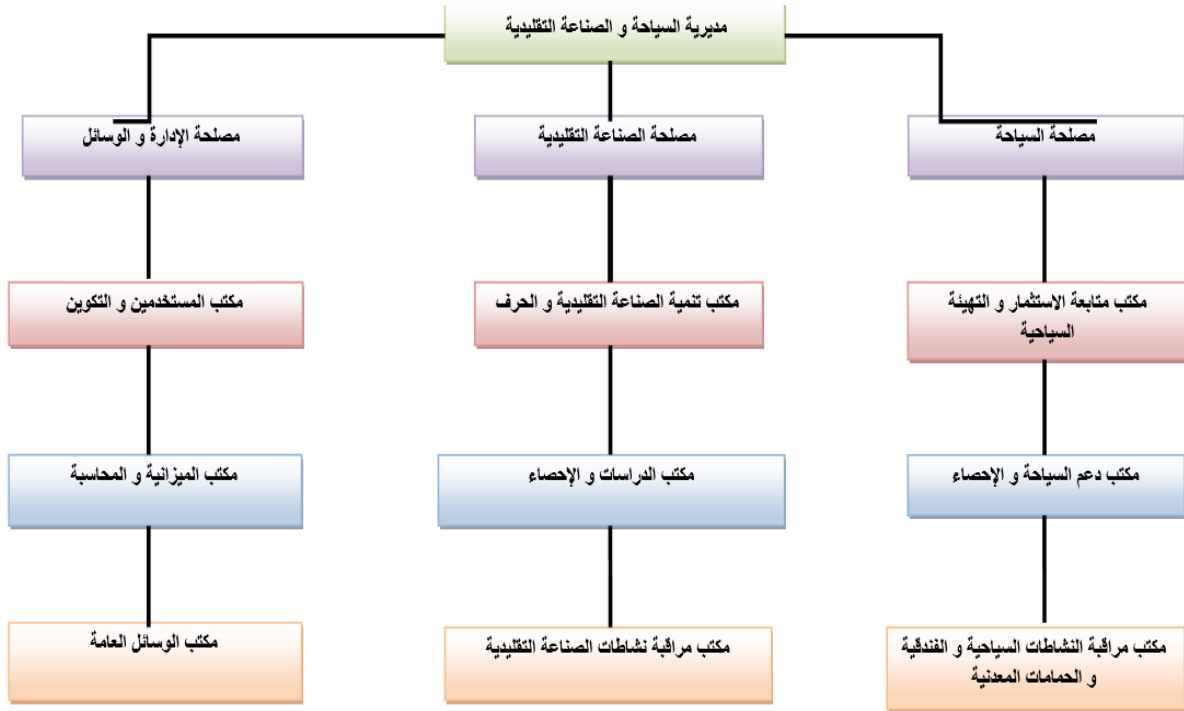 مديرية السياحة و الصناعة التقليدية
مصلحة السياحة
مصلحة الصناعة التقليدية
مصلحة الإدارة و الوسائل
مكتب متابعة الاستثمار و التهيئة
السياحية
مكتب تنمية الصناعة التقليدية و الحرف
مكتب المستخدمين و التكوين
مكتب دعم السياحة و الإحصاء
مكتب الدراسات و الإحصاء
مكتب الميزانية و المحاسبة
مكتب مراقبة النشاطات السياحية و الفندقية
و الحمامات المعدنية
مكتب مراقبة نشاطات الصناعة التقليدية
مكتب الوسائل العامة